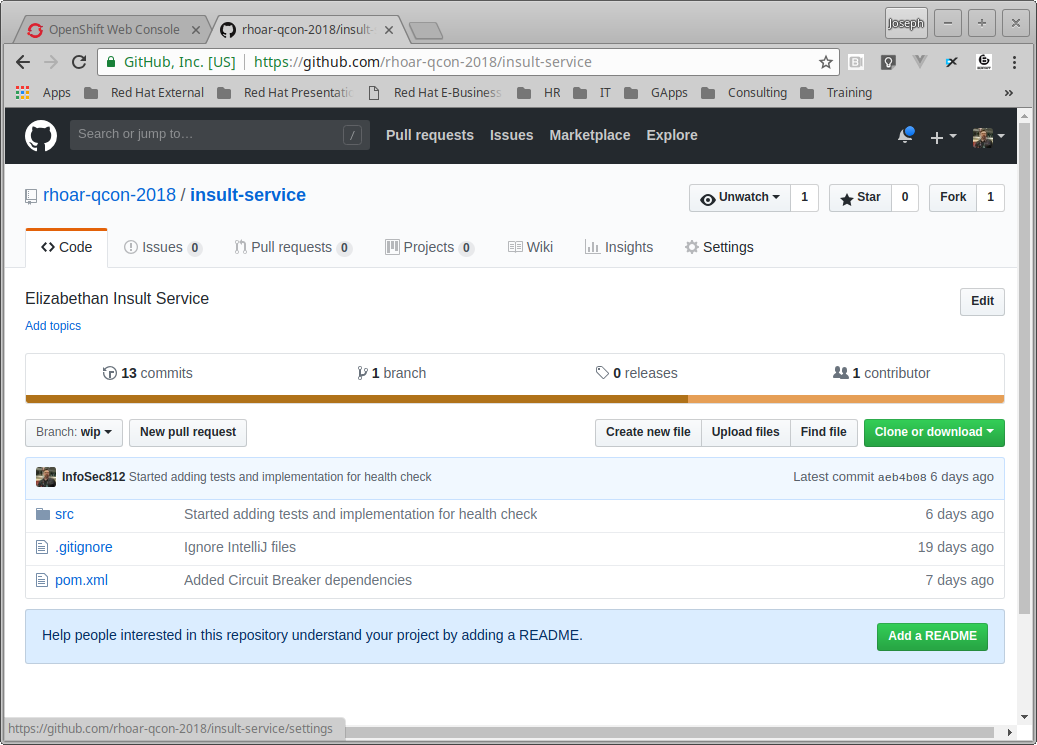 OpenShift Web Console
rhoar-qcon-2018/insult-
Joseph
GitHub, Inc. [US] https://github.com/rhoar-qcon-2018/insult-service
Apps Red Hat External Red Hat Presentatio Red Hat E-Business HR IT GApps Consulting Training »
Search or jump to… / Pull requests Issues Marketplace Explore
rhoar-qcon-2018 / insult-service Unwatch 1 Star 0 Fork 1
Code Issues 0 Pull requests 0 Projects 0 Wiki Insights Settings
Elizabethan Insult Service Edit
Add topics
13 commits 1 branch 0 releases 1 contributor
Branch: wip New pull request Create new file Upload files Find file Clone or download
InfoSec812 Started adding tests and implementation for health check Latest commit aeb4b08 6 days ago
src Started adding tests and implementation for health check 6 days ago
.gitignore Ignore IntelliJ files 19 days ago
pom.xml Added Circuit Breaker dependencies 7 days ago
Help people interested in this repository understand your project by adding a README. Add a README
https://github.com/rhoar-qcon-2018/insult-service/settings